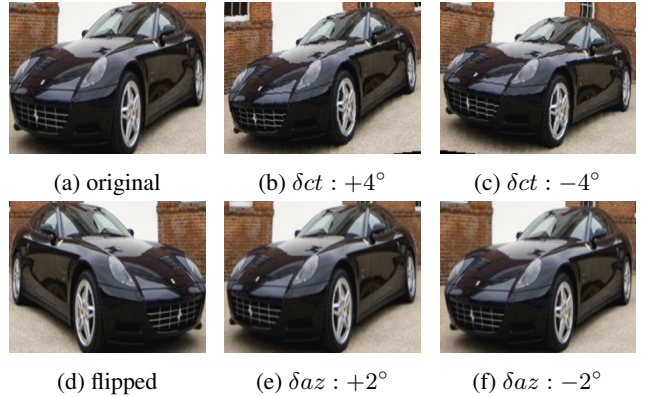 (a) original
(b) δct : +4°
(c) δct : −4°
(d) flipped
(e) δaz : +2°
(f) δaz : −2°